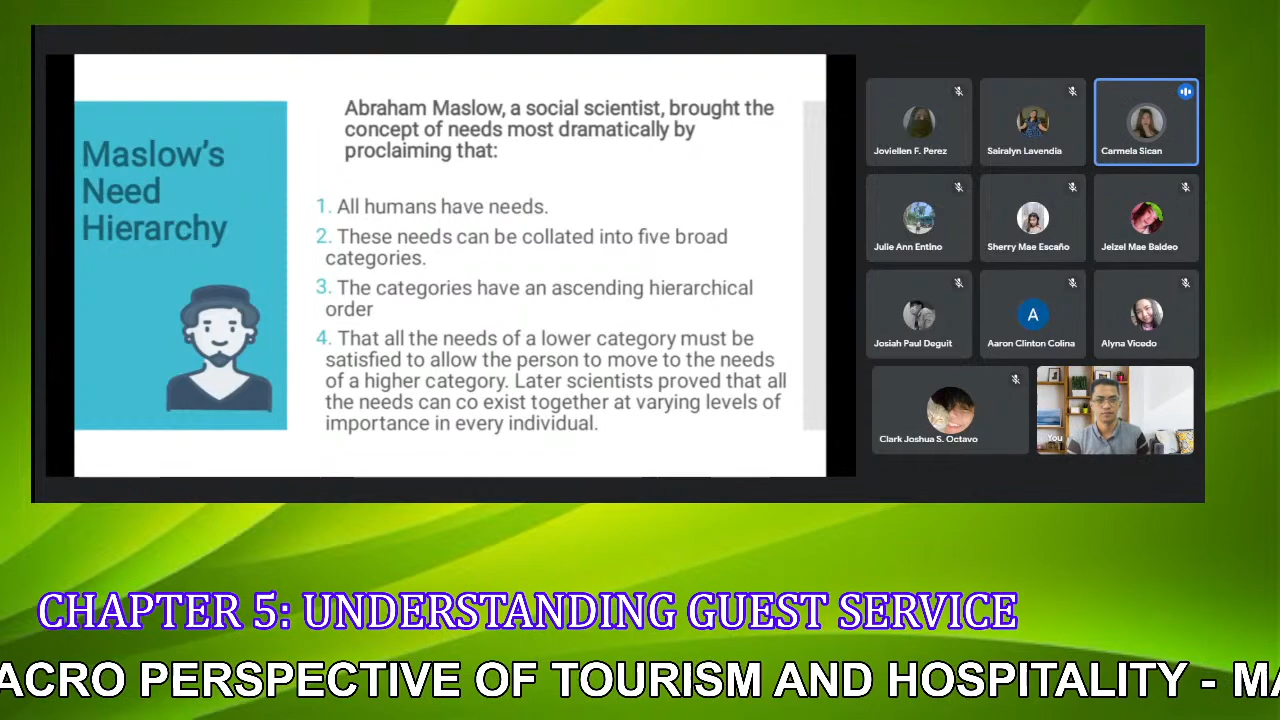 Maslow's
Need
Hierarchy
Abraham Maslow, a social scientist, brought the
concept of needs most dramatically by
proclaiming that:
1. All humans have needs.
2. These needs can be collated into five broad
categories.
3. The categories have an ascending hierarchical
order
4. That all the needs of a lower category must be
satisfied to allow the person to move to the needs
of a higher category. Later scientists proved that all
the needs can co exist together at varying levels of
importance in every individual.
Joviellen F. Perez
Sairalyn Lavendia
Carmela Sican
Julie Ann Entino
Sherry Mae Escaño
Jeizel Mae Baldeo
Josiah Paul Deguit
A
Aaron Clinton Colina
Alyna Vicedo
Clark Joshua S. Octavo
You
CHAPTER 5: UNDERSTANDING GUEST SERVICE
ACRO PERSPECTIVE OF TOURISM AND HOSPITALITY - MA